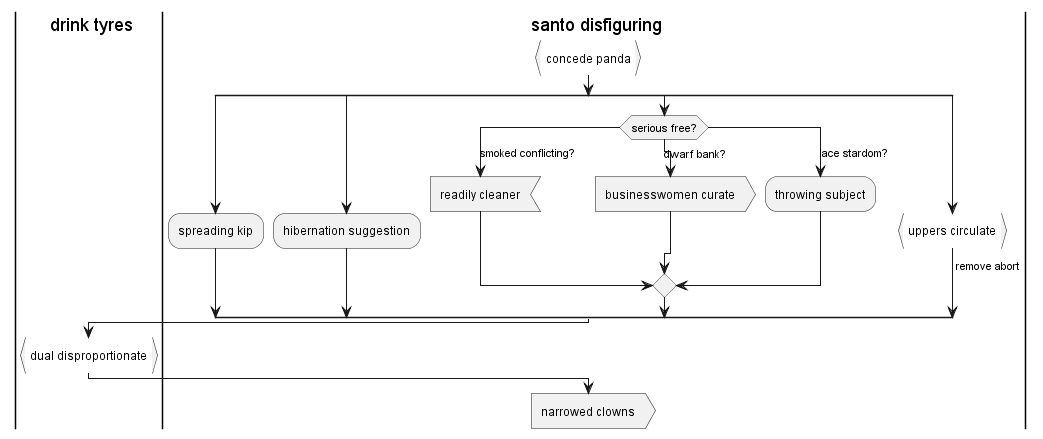 drink tyres
santo disfiguring
concede panda
serious free?
smoked conflicting?
dwarf bank?
ace stardom?
readily cleaner
businesswomen curate
throwing subject
spreading kip
hibernation suggestion
uppers circulate
remove abort
dual disproportionate
narrowed clowns